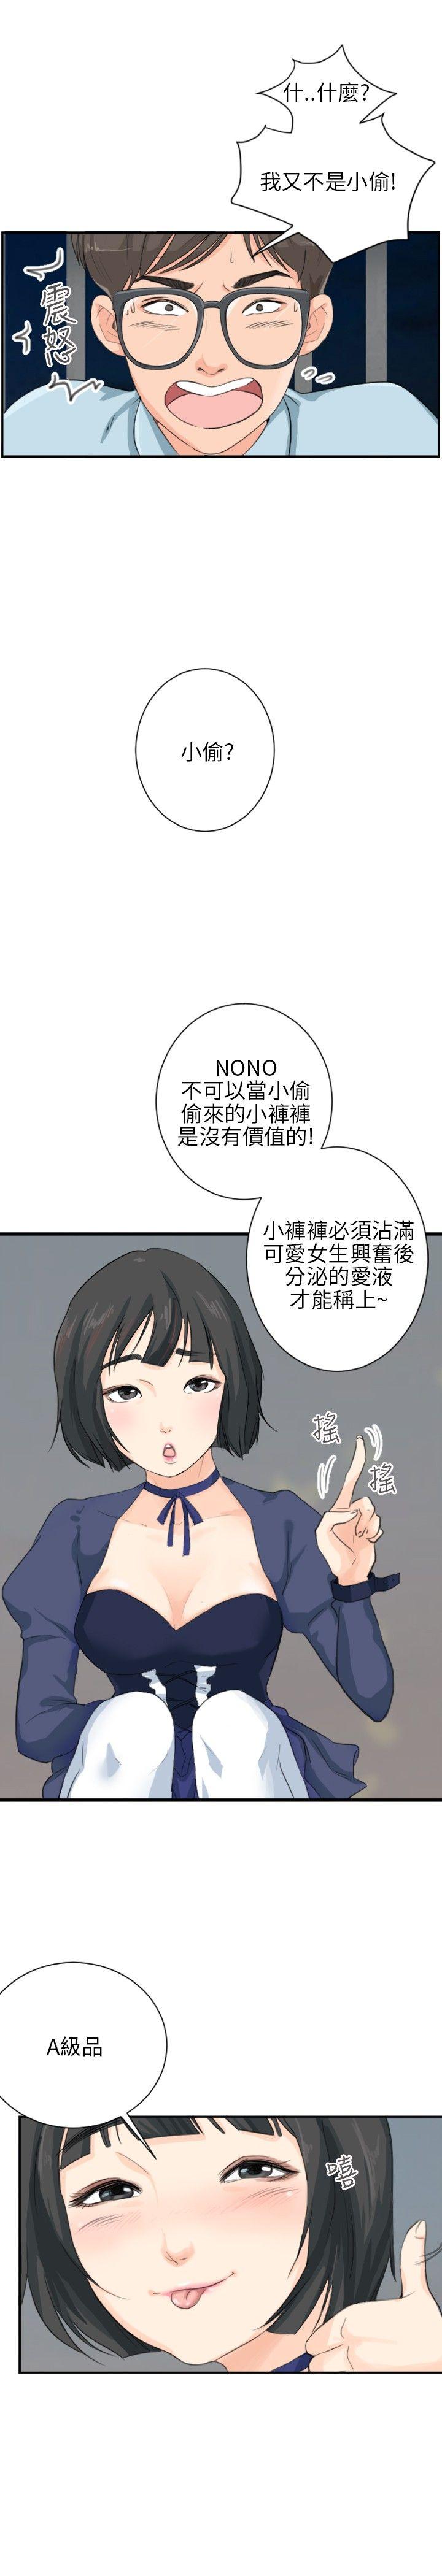 什..什麼?
我又不是小偷!
震怒
小偷?
NONO
不可以當小偷
偷來的小褲褲
是沒有價值的!
小褲褲必須沾滿
可愛女生興奮後
分泌的愛液
才能稱上~
搖
搖
A級品
嘻